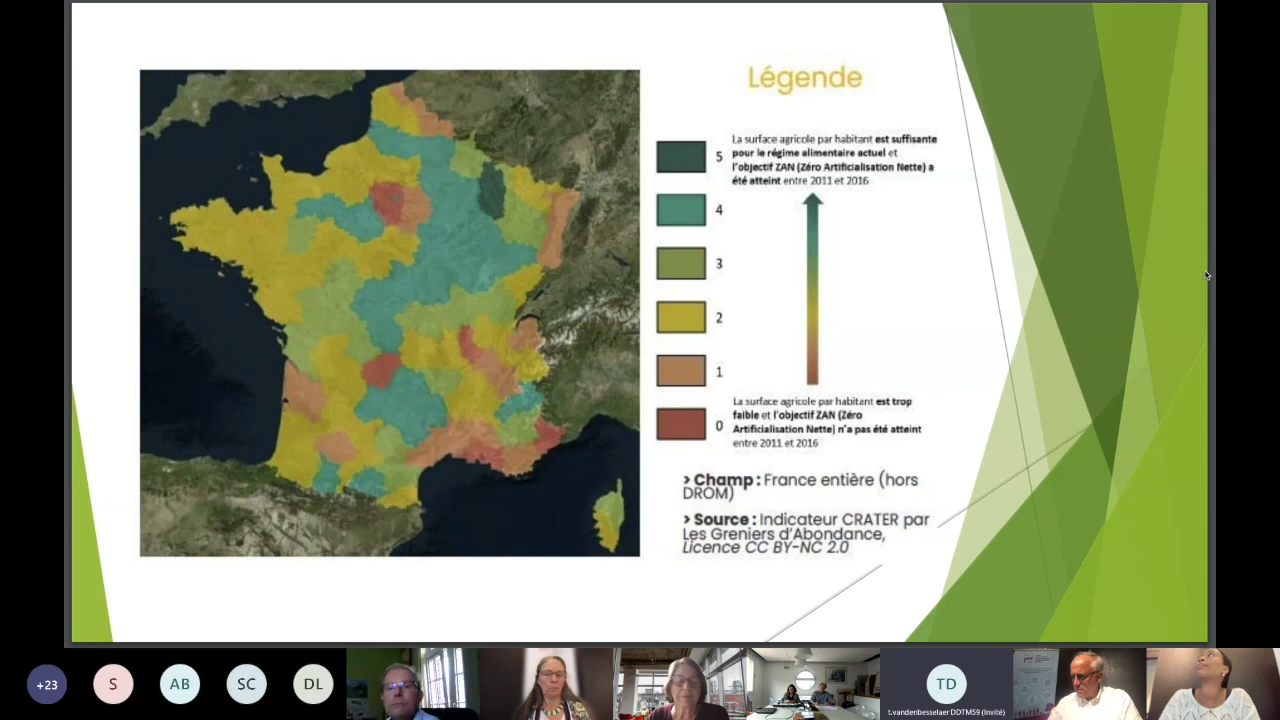 Légende
5
La surface agricole par habitant est suffisante
pour le régime alimentaire actuel et
l'objectif ZAN (Zéro Artificialisation Nette) a
été atteint entre 2011 et 2016
4
3
2
1
0
La surface agricole par habitant est trop
faible et l'objectif ZAN (Zéro
Artificialisation Nette) n'a pas été atteint
entre 2011 et 2016
> Champ : France entière (hors
DROM)
> Source : Indicateur CRATER par
Les Greniers d'Abondance,
Licence CC BY-NC 2.0
+23
S
AB
SC
DL
TD
t.vandenbesselaer DDTM59 (Invité)